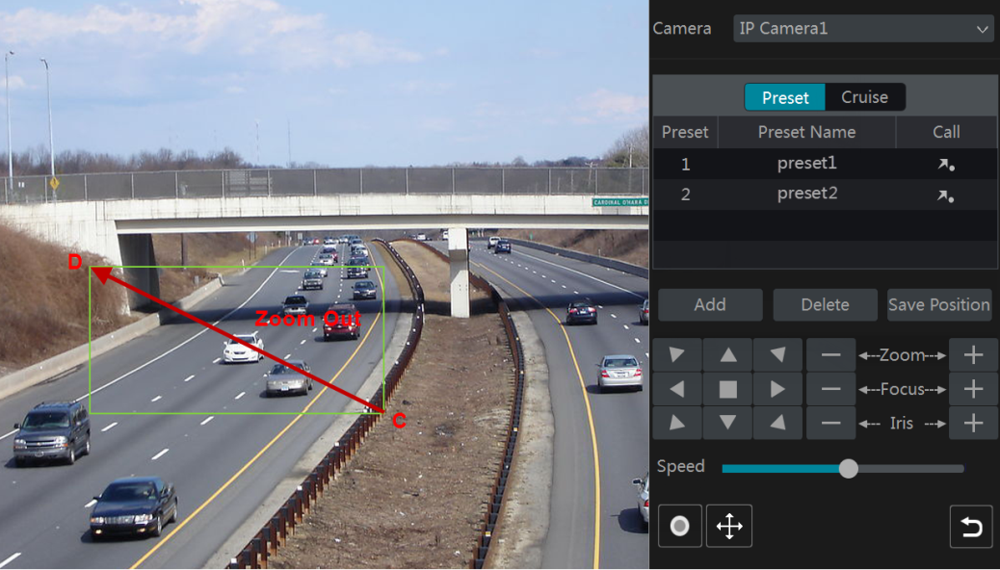 Camera
IP Camera1
Preset
Cruise
Preset
Preset Name
Call
1
preset1
2
preset2
CARDINAL O'HARA D
D
Zoom Out
C
Add
Delete
Save Position
Zoom
Focus
Iris
Speed